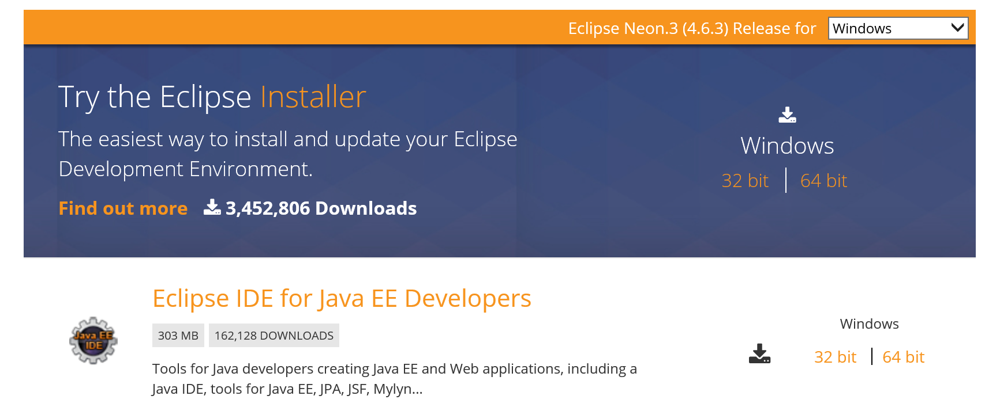 Eclipse Neon.3 (4.6.3) Release for Windows
Try the Eclipse Installer
The easiest way to install and update your Eclipse
Development Environment.
Find out more 3,452,806 Downloads
Windows
32 bit 64 bit
Eclipse IDE for Java EE Developers
Java EE
IDE
303 MB 162,128 DOWNLOADS
Tools for Java developers creating Java EE and Web applications, including a
Java IDE, tools for Java EE, JPA, JSF, Mylyn...
Windows
32 bit 64 bit